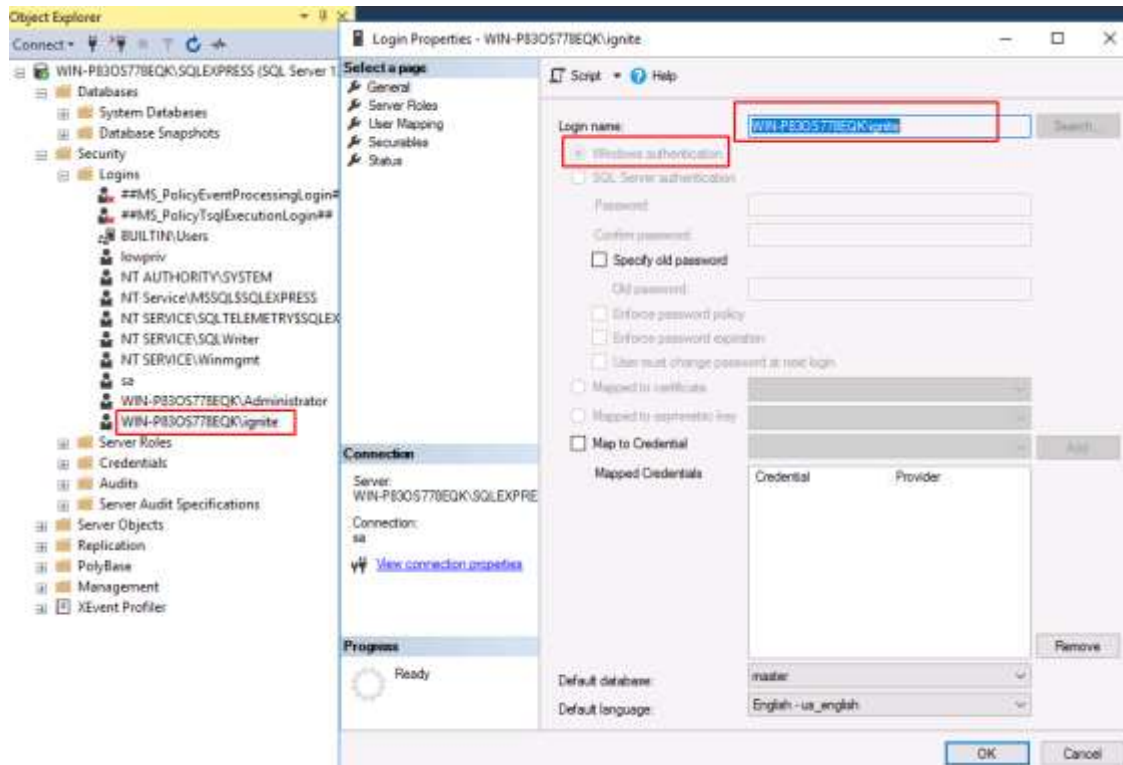 Object Explorer
Connect
WIN-P83OS778EQK\SQLEXPRESS (SQL Server 1
Databases
System Databases
Database Snapshots
Security
Logins
##MS_PolicyEventProcessingLogin#
##MS_PolicyTsqlExecutionLogin##
BUILTIN\Users
lowpriv
NT AUTHORITY\SYSTEM
NT Service\MSSQL$SQLEXPRESS
NT SERVICE\SQLTELEMETRY$SQLEX
NT SERVICE\SQLWriter
NT SERVICE\Winmgmt
sa
WIN-P83OS778EQK\Administrator
WIN-P83OS778EQK\ignite
Server Roles
Credentials
Audits
Server Audit Specifications
Server Objects
Replication
PolyBase
Management
XEvent Profiler
Login Properties - WIN-P83OS778EQK\ignite
Select a page
General
Server Roles
User Mapping
Securables
Status
Connection
Server:
WIN-P83OS778EQK\SQLEXPRE
Connection:
sa
View connection properties
Progress
Ready
Script Help
Login name: WIN-P83OS778EQK\ignite Search...
Windows authentication
SQL Server authentication
Password:
Confirm password:
Specify old password
Old password:
Enforce password policy
Enforce password expiration
User must change password at next login
Mapped to certificate
Mapped to asymmetric key
Map to Credential Add
Mapped Credentials Credential Provider
Remove
Default database: master
Default language: English - us_english
OK Cancel